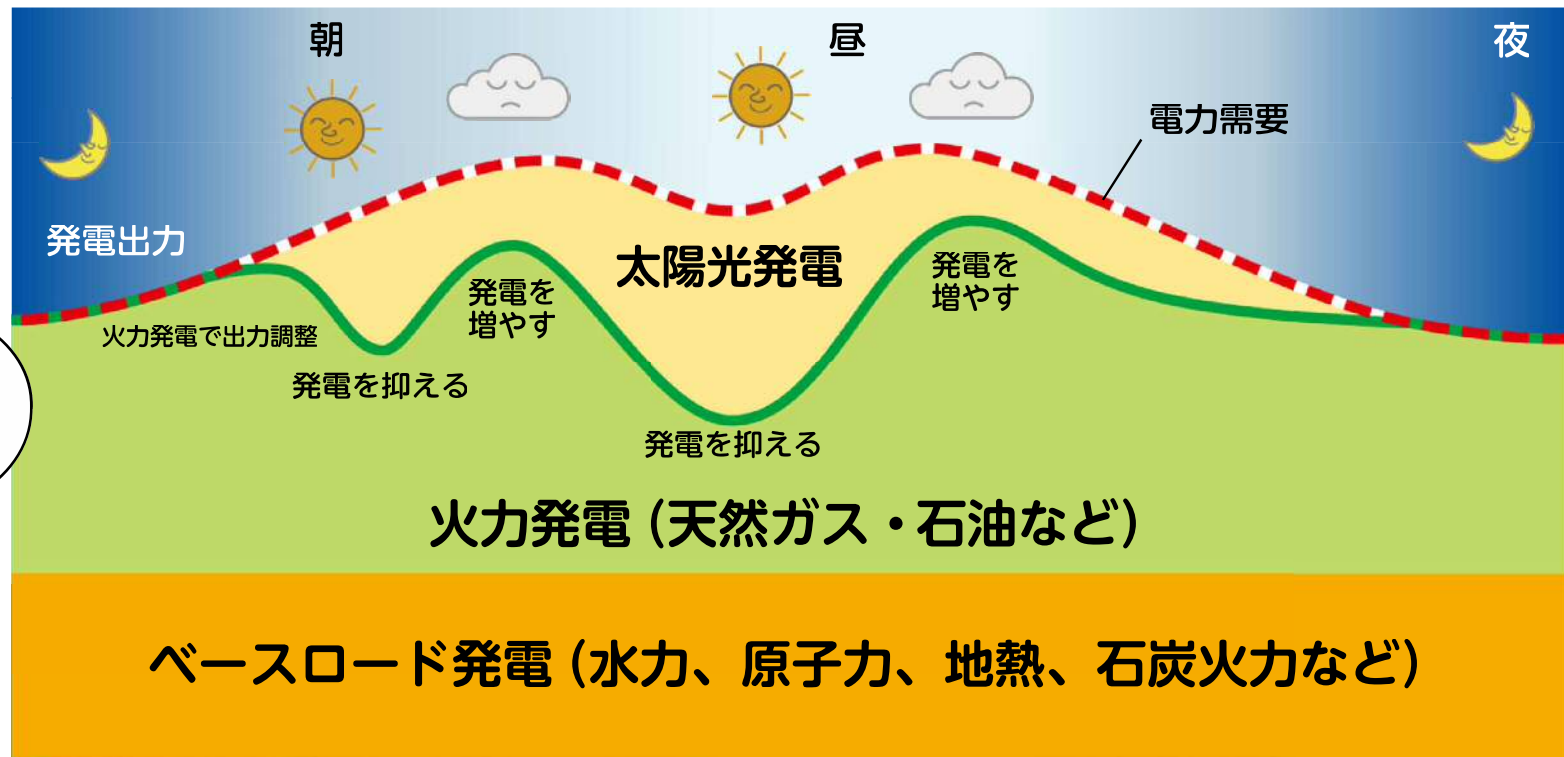 朝
昼
夜
電力需要
発電出力
太陽光発電
発電を
増やす
発電を
増やす
火力発電で出力調整
発電を抑える
発電を抑える
火力発電（天然ガス・石油など）
ベースロード発電（水力、原子力、地熱、石炭火力など）